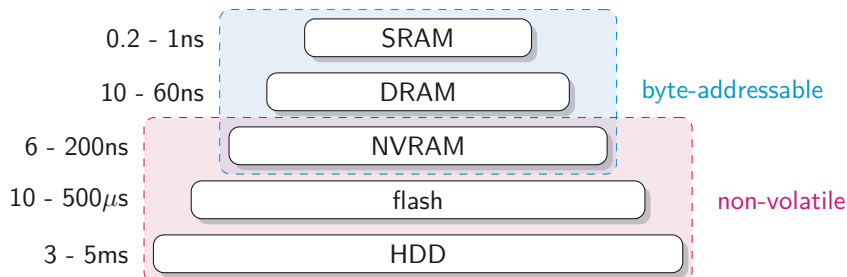 0.2 - 1ns SRAM
10 - 60ns DRAM byte-addressable
6 - 200ns NVRAM
10 - 500μs flash non-volatile
3 - 5ms HDD